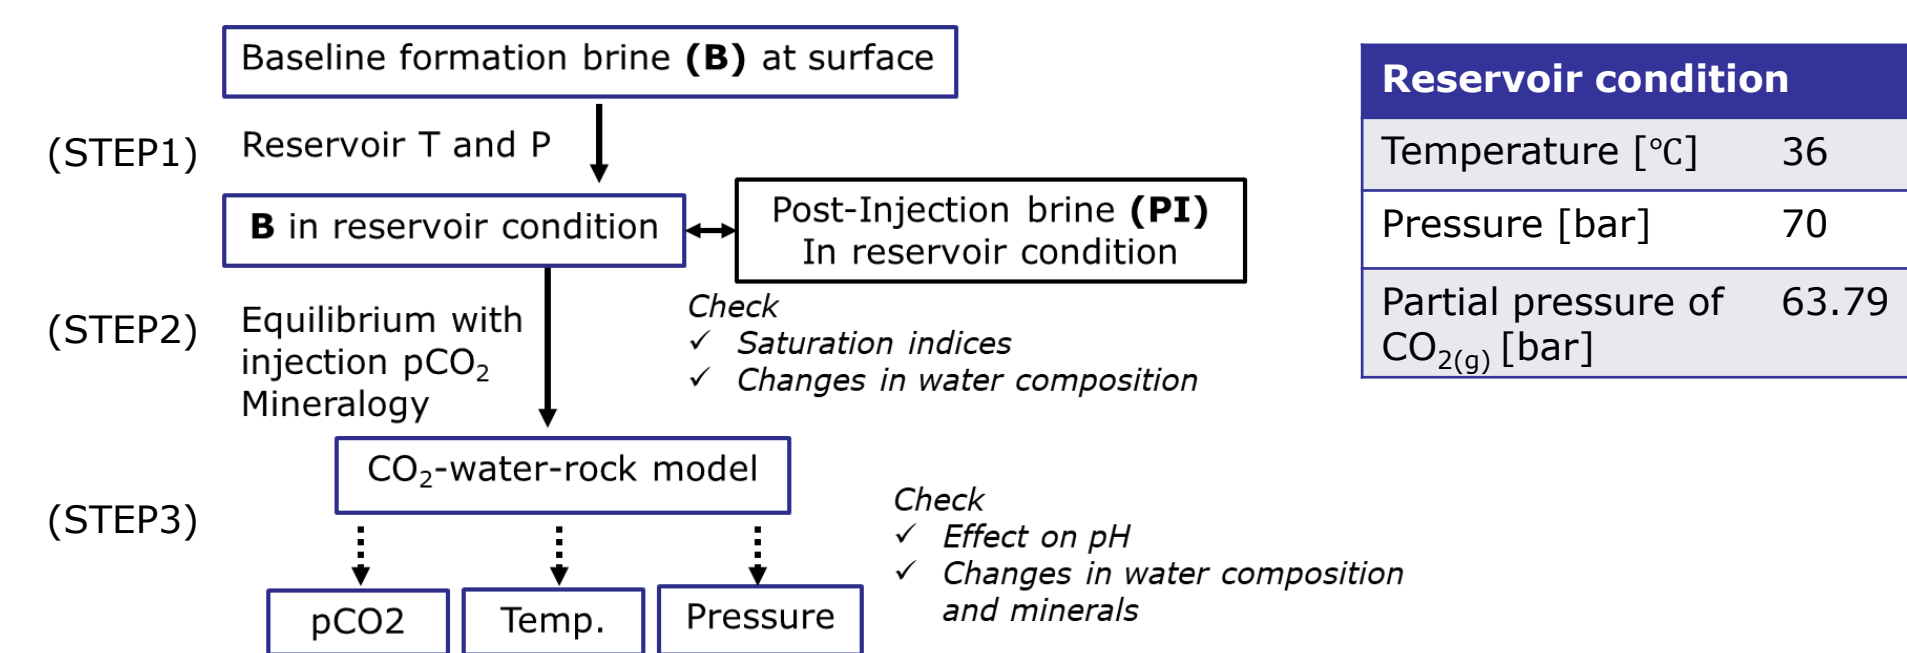 Baseline formation brine (B) at surface
(STEP1)
Reservoir T and P
B in reservoir condition
Post-Injection brine (PI)
In reservoir condition
(STEP2)
Equilibrium with
injection pCO₂
Mineralogy
Check
✓ Saturation indices
✓ Changes in water composition
CO₂-water-rock model
(STEP3)
Check
✓ Effect on pH
✓ Changes in water composition
and minerals
pCO2
Temp.
Pressure
Reservoir condition
Temperature [℃] 36
Pressure [bar] 70
Partial pressure of 63.79
CO₂₍g₎ [bar]